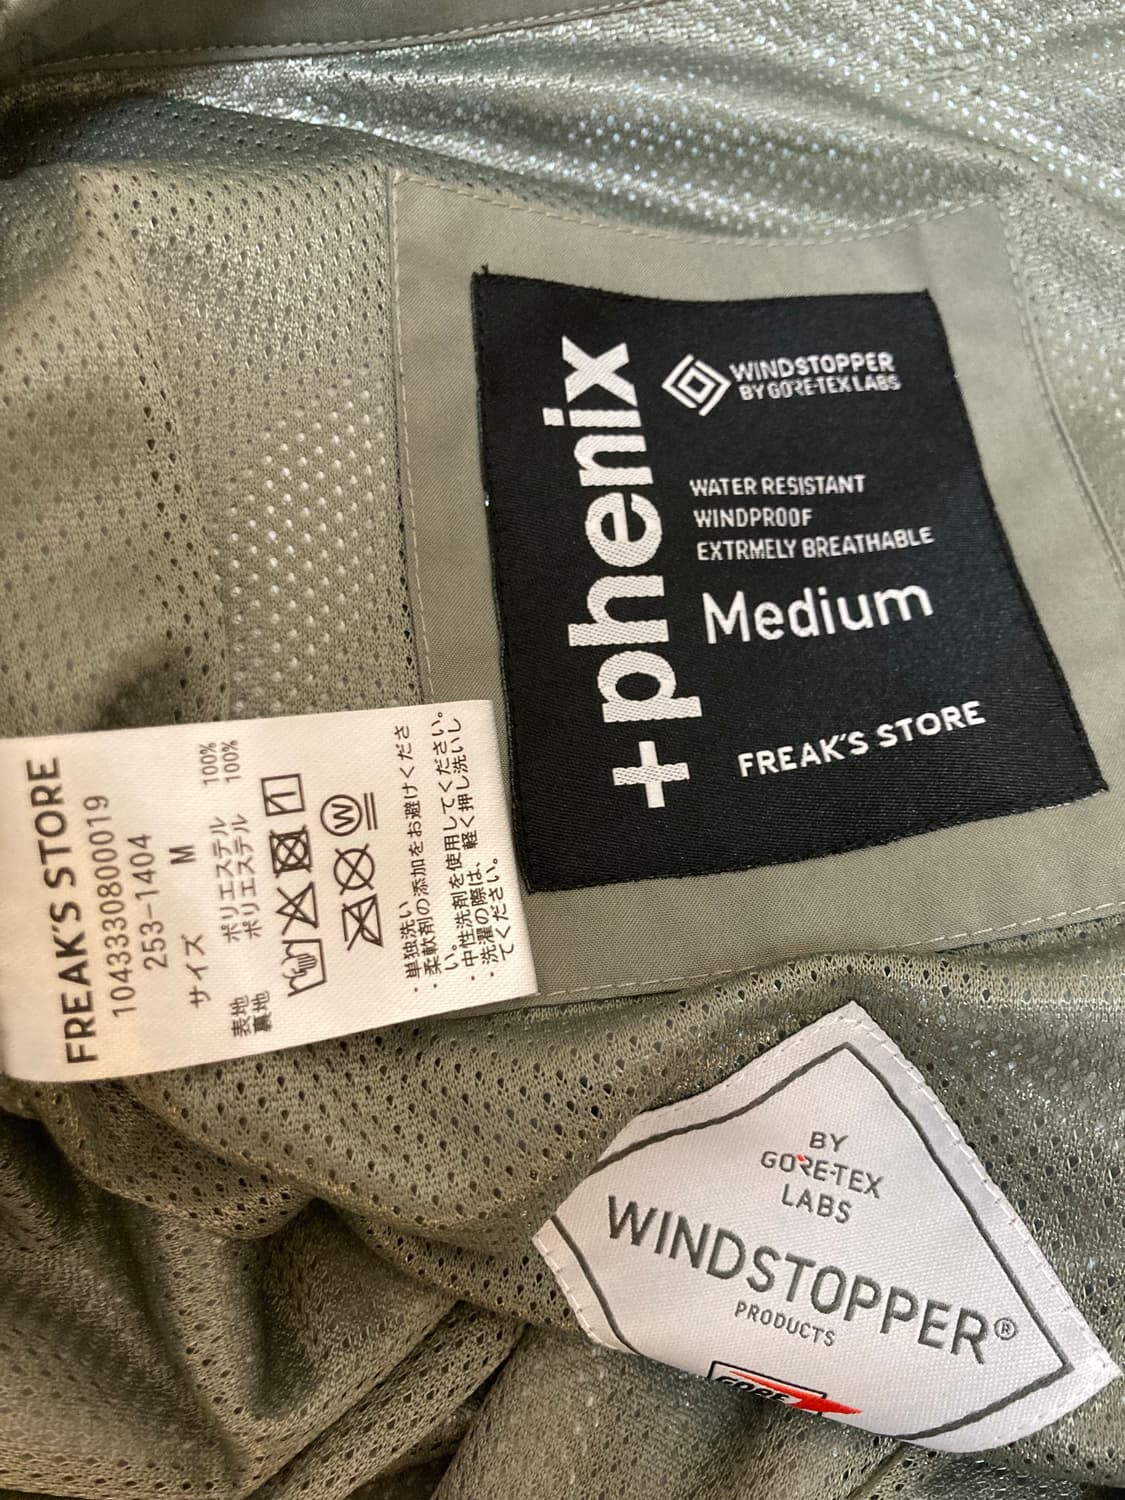 +phenix
WINDSTOPPER
BY GORE-TEX LABS
WATER RESISTANT
WINDPROOF
EXTRMELY BREATHABLE
Medium
FREAK'S STORE
FREAK'S STORE
10433308​00019
253-1404
サイズ M
表地 ポリエステル 100%
裏地 ポリエステル 100%
W
・単独洗い
・柔軟剤の添加をお避けくださ
い。
・中性洗剤を使用してください。
・洗濯の際は、軽く押し洗いし
てください。
BY
GORE-TEX
LABS
WINDSTOPPER®
PRODUCTS
GORE